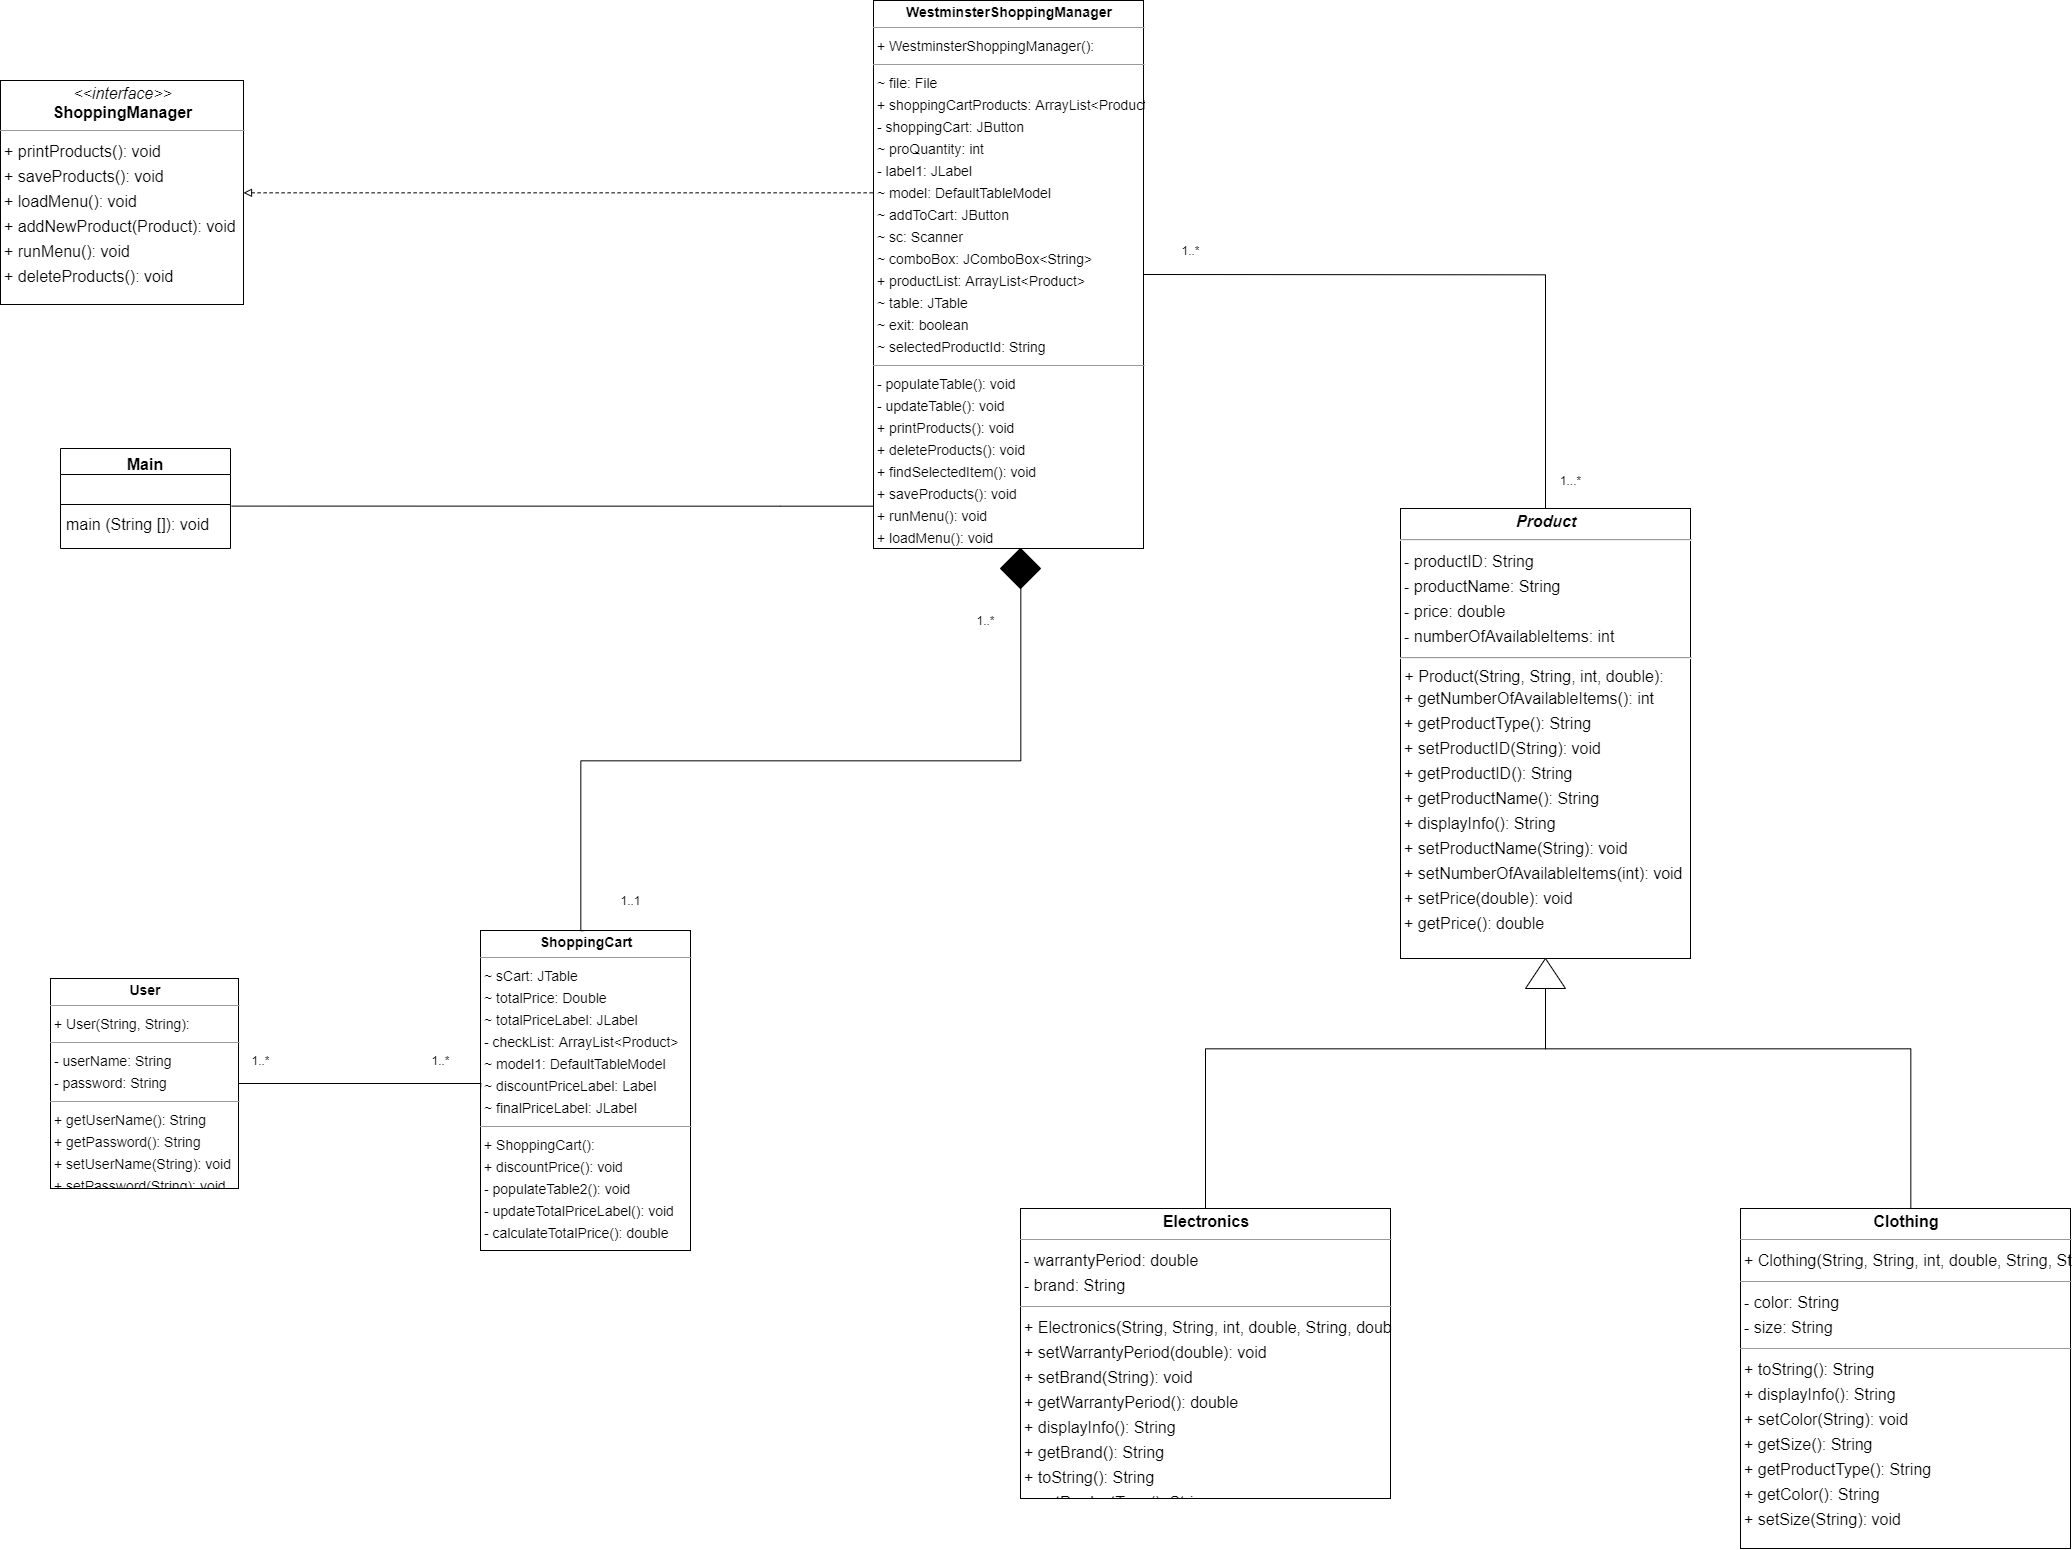 WestminsterShoppingManager
+ WestminsterShoppingManager():
~ file: File
+ shoppingCartProducts: ArrayList<Product
- shoppingCart: JButton
~ proQuantity: int
- label1: JLabel
~ model: DefaultTableModel
~ addToCart: JButton
~ sc: Scanner
~ comboBox: JComboBox<String>
+ productList: ArrayList<Product>
~ table: JTable
~ exit: boolean
~ selectedProductId: String
- populateTable(): void
- updateTable(): void
+ printProducts(): void
+ deleteProducts(): void
+ findSelectedItem(): void
+ saveProducts(): void
+ runMenu(): void
+ loadMenu(): void
<<interface>>
ShoppingManager
+ printProducts(): void
+ saveProducts(): void
+ loadMenu(): void
+ addNewProduct(Product): void
+ runMenu(): void
+ deleteProducts(): void
1..*
1...*
Main
main (String []): void
Product
- productID: String
- productName: String
- price: double
- numberOfAvailableItems: int
+ Product(String, String, int, double):
+ getNumberOfAvailableItems(): int
+ getProductType(): String
+ setProductID(String): void
+ getProductID(): String
+ getProductName(): String
+ displayInfo(): String
+ setProductName(String): void
+ setNumberOfAvailableItems(int): void
+ setPrice(double): void
+ getPrice(): double
1..*
1..1
ShoppingCart
~ sCart: JTable
~ totalPrice: Double
~ totalPriceLabel: JLabel
- checkList: ArrayList<Product>
~ model1: DefaultTableModel
~ discountPriceLabel: Label
~ finalPriceLabel: JLabel
+ ShoppingCart():
+ discountPrice(): void
- populateTable2(): void
- updateTotalPriceLabel(): void
- calculateTotalPrice(): double
User
+ User(String, String):
- userName: String
- password: String
+ getUserName(): String
+ getPassword(): String
+ setUserName(String): void
+ setPassword(String): void
1..*
1..*
Electronics
- warrantyPeriod: double
- brand: String
+ Electronics(String, String, int, double, String, doub
+ setWarrantyPeriod(double): void
+ setBrand(String): void
+ getWarrantyPeriod(): double
+ displayInfo(): String
+ getBrand(): String
+ toString(): String
Clothing
+ Clothing(String, String, int, double, String, St
- color: String
- size: String
+ toString(): String
+ displayInfo(): String
+ setColor(String): void
+ getSize(): String
+ getProductType(): String
+ getColor(): String
+ setSize(String): void